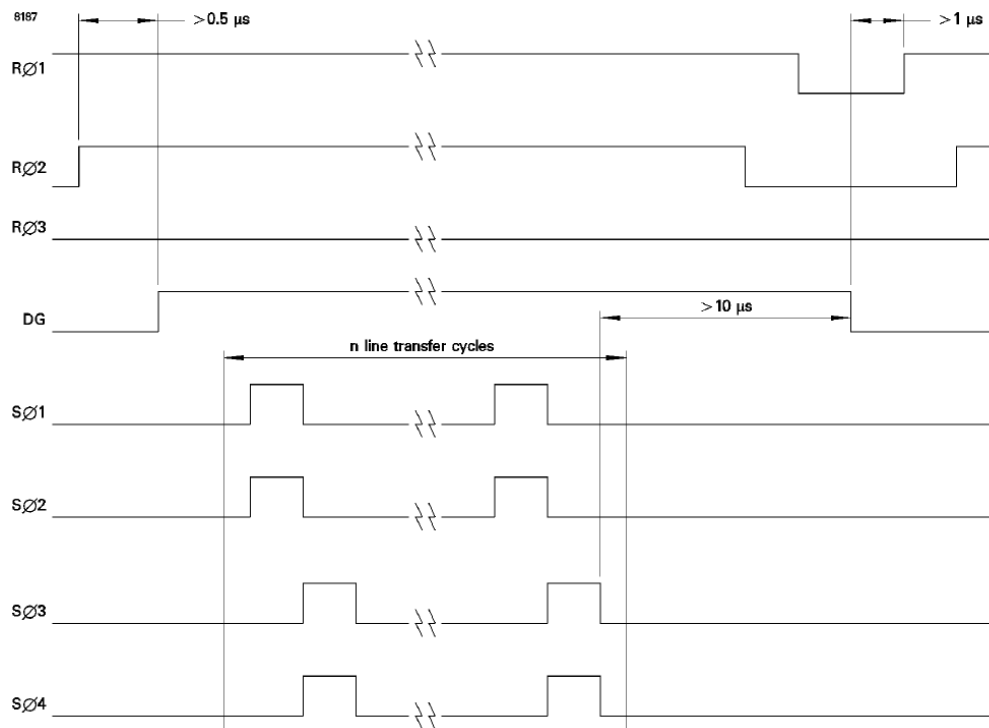 8187
>0.5 µs
>1 µs
RØ1
RØ2
RØ3
DG
>10 µs
n line transfer cycles
SØ1
SØ2
SØ3
SØ4